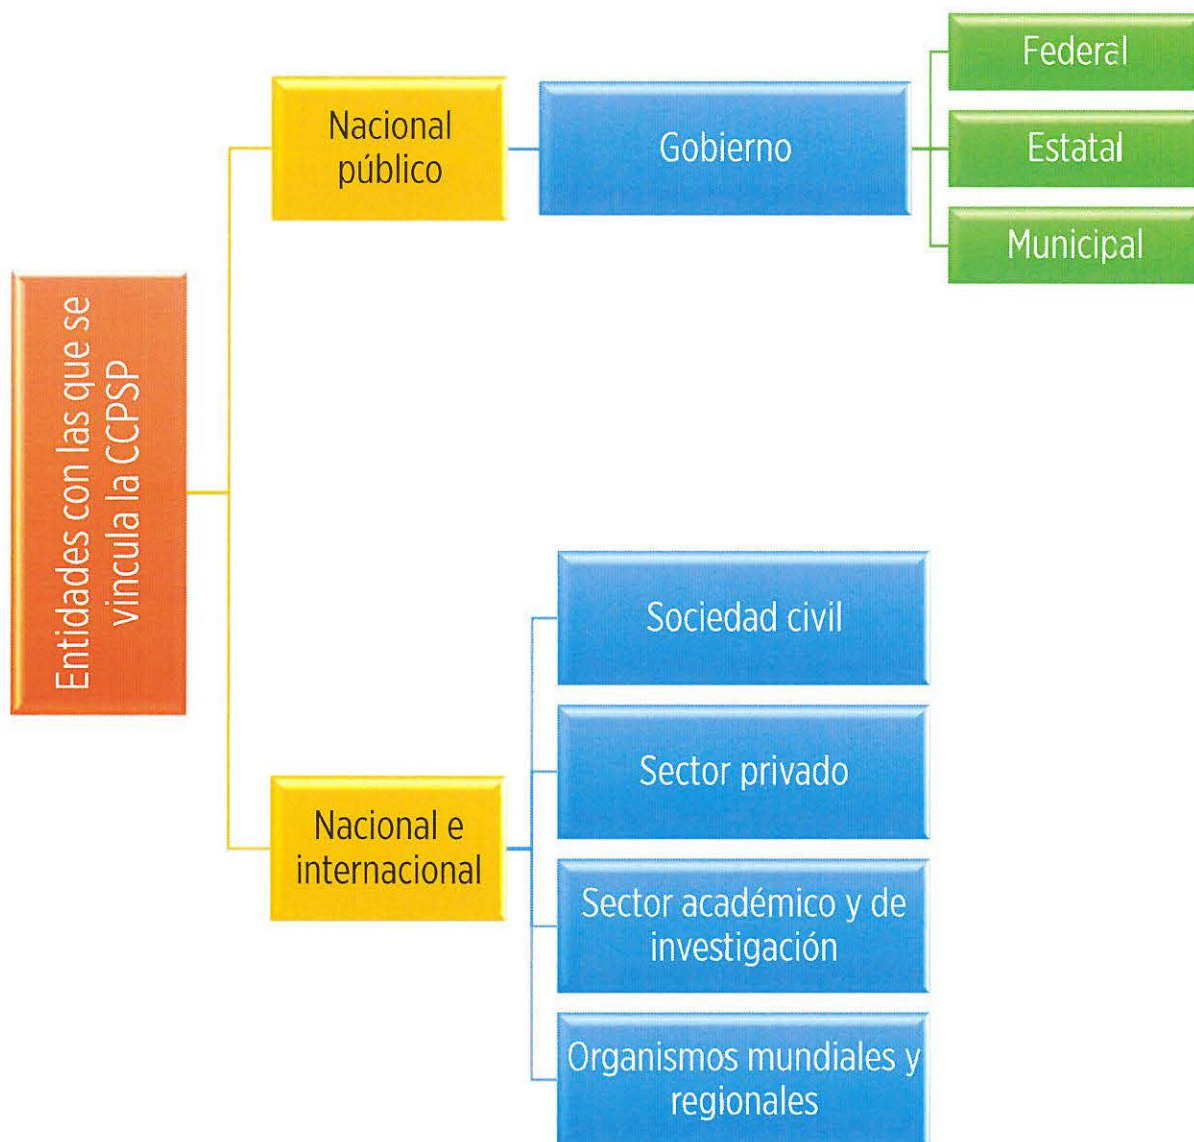 Entidades con las que se
vincula la CCPSP
Nacional
público
Gobierno
Federal
Estatal
Municipal
Nacional e
internacional
Sociedad civil
Sector privado
Sector académico y de
investigación
Organismos mundiales y
regionales